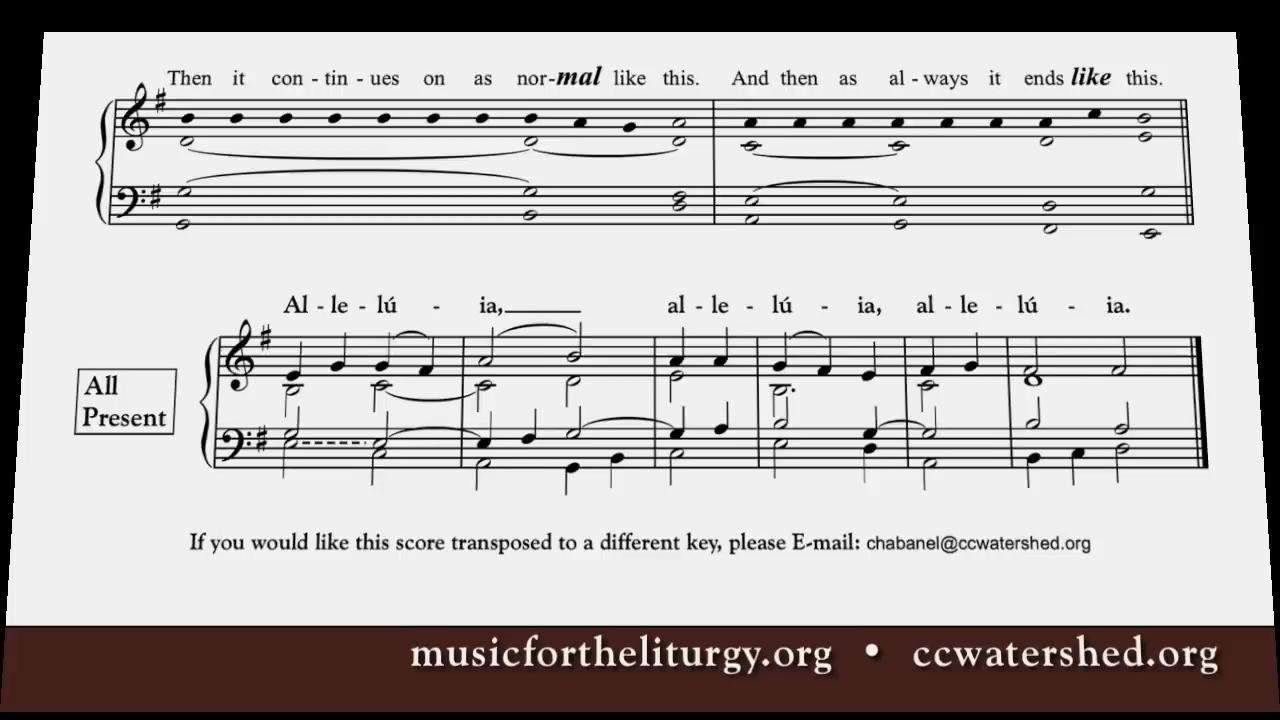 Then it con - tin - ues on as nor-mal like this. And then as al - ways it ends like this.
Al - le - lú - ia, al - le - lú - ia, al - le - lú - ia.
All
Present
If you would like this score transposed to a different key, please E-mail: chabanel@ccwatershed.org
musicfortheliturgy.org • ccwatershed.org